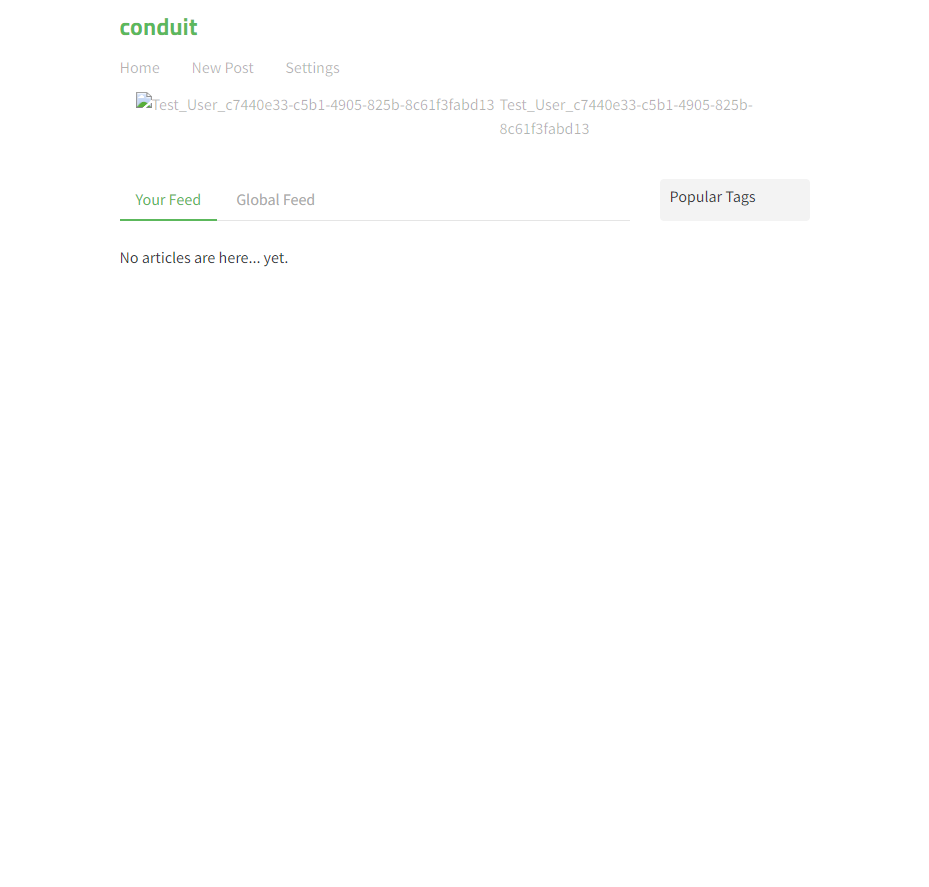 conduit
Home New Post Settings
Test_User_c7440e33-c5b1-4905-825b-8c61f3fabd13 Test_User_c7440e33-c5b1-4905-825b-
8c61f3fabd13
Your Feed Global Feed
Popular Tags
No articles are here... yet.